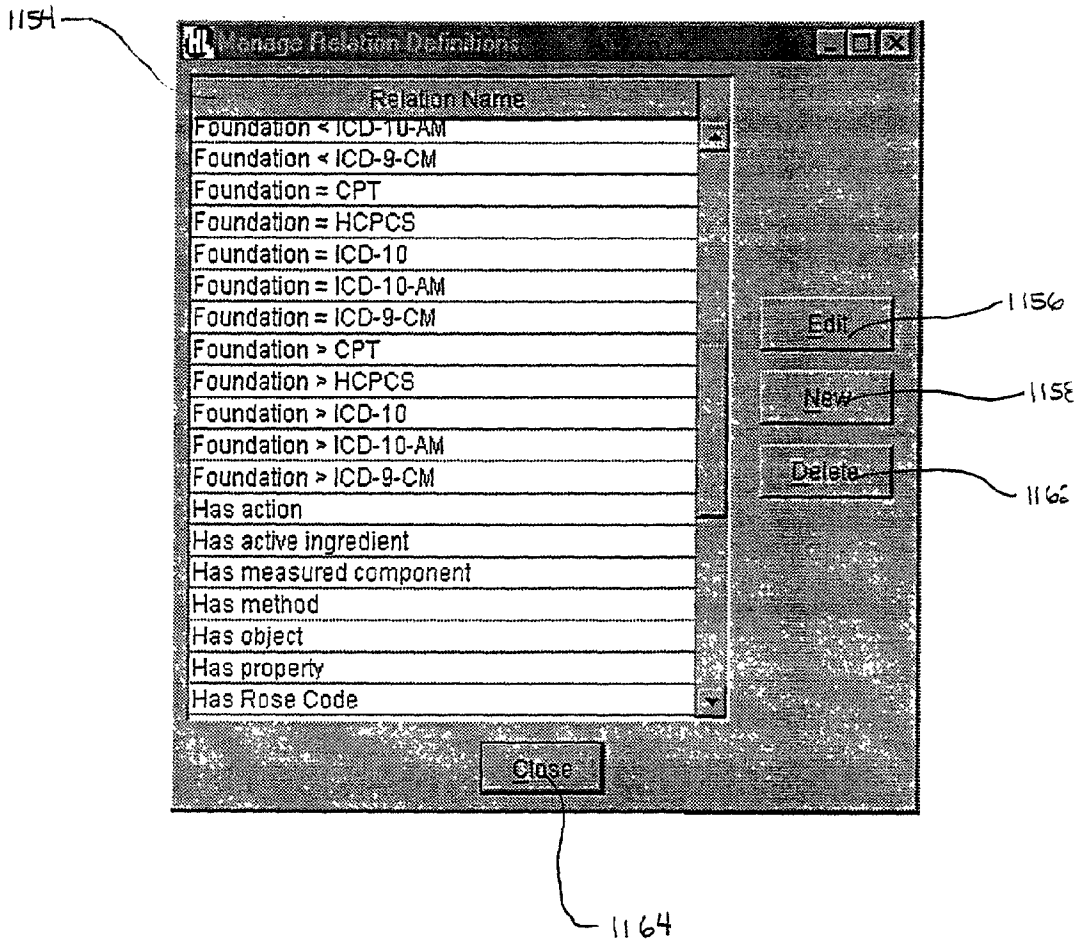 1154
HL Manage Relation Definitions
Relation Name
Foundation < ICD-10-AM
Foundation < ICD-9-CM
Foundation = CPT
Foundation = HCPCS
Foundation = ICD-10
Foundation = ICD-10-AM
Foundation = ICD-9-CM
Foundation > CPT
Foundation > HCPCS
Foundation > ICD-10
Foundation > ICD-10-AM
Foundation > ICD-9-CM
Has action
Has active ingredient
Has measured component
Has method
Has object
Has property
Has Rose Code
Edit
1156
New
Delete
Close
1164